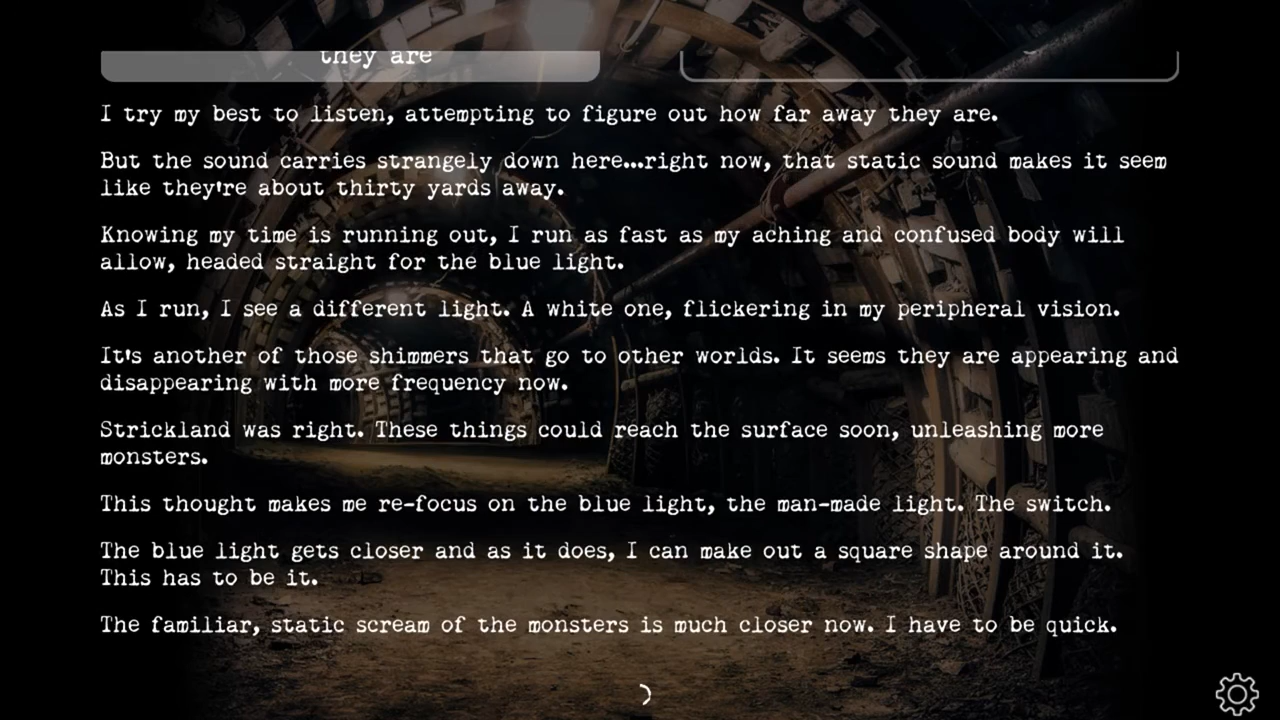 they are
I try my best to listen, attempting to figure out how far away they are.
But the sound carries strangely down here...right now, that static sound makes it seem
like they're about thirty yards away.
Knowing my time is running out, I run as fast as my aching and confused body will
allow, headed straight for the blue light.
As I run, I see a different light. A white one, flickering in my peripheral vision.
It's another of those shimmers that go to other worlds. It seems they are appearing and
disappearing with more frequency now.
Strickland was right. These things could reach the surface soon, unleashing more
monsters.
This thought makes me re-focus on the blue light, the man-made light. The switch.
The blue light gets closer and as it does, I can make out a square shape around it.
This has to be it.
The familiar, static scream of the monsters is much closer now. I have to be quick.